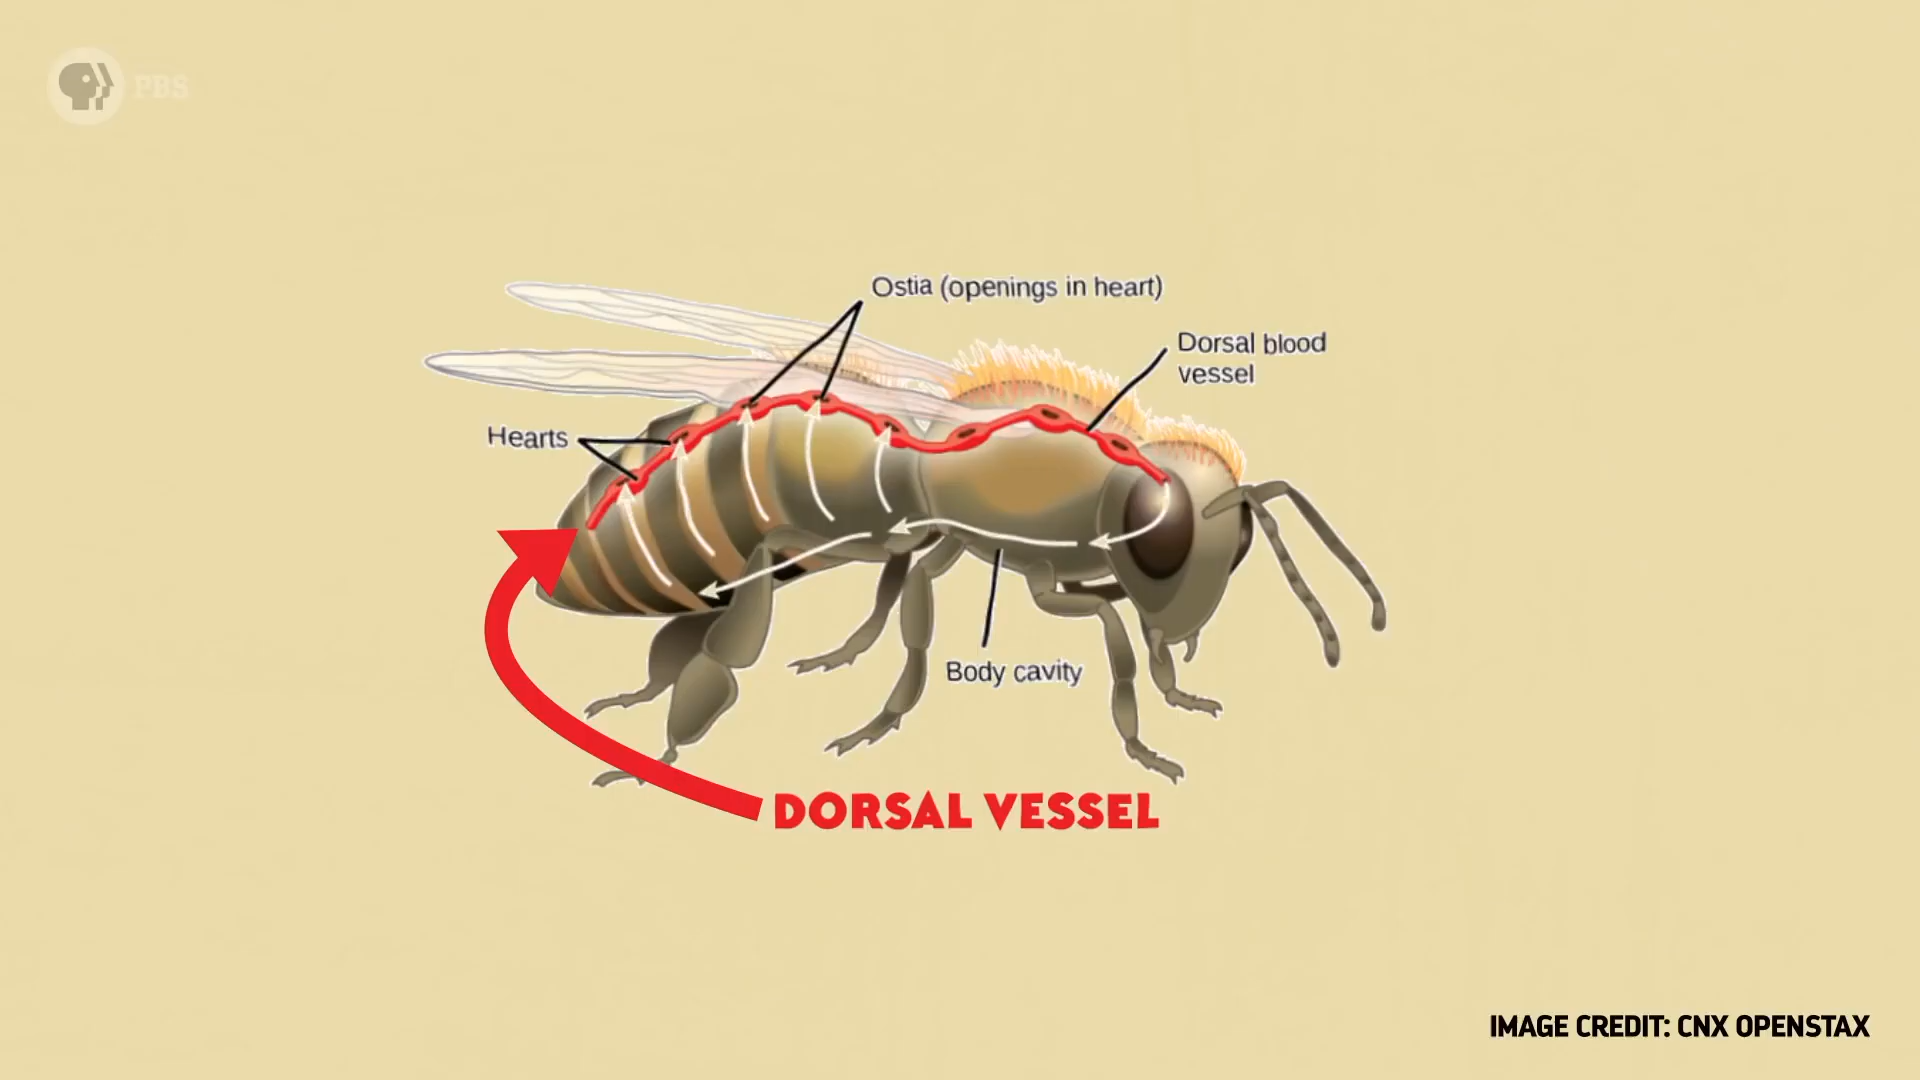 PBS
Ostia (openings in heart)
Dorsal blood
vessel
Hearts
Body cavity
DORSAL VESSEL
IMAGE CREDIT: CNX OPENSTAX